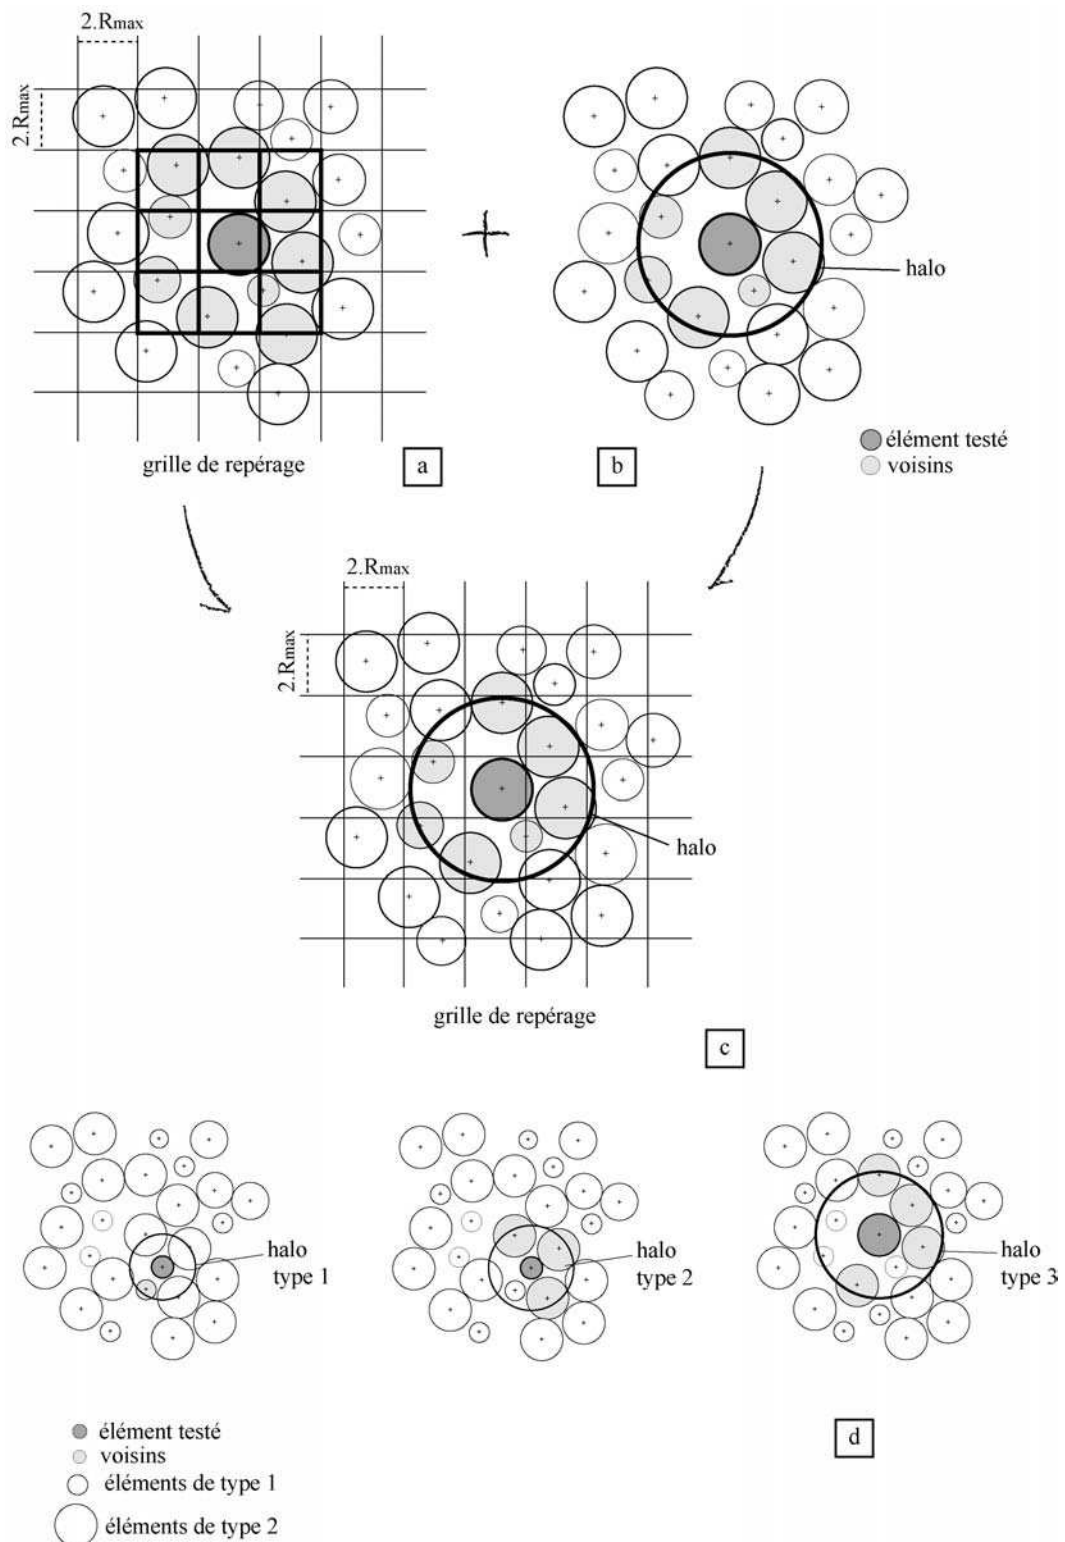 2.Rmax
2.Rmax
halo
élément testé
voisins
grille de repérage
a
b
2.Rmax
2.Rmax
halo
grille de repérage
c
halo
type 1
halo
type 2
halo
type 3
élément testé
voisins
éléments de type 1
éléments de type 2
d